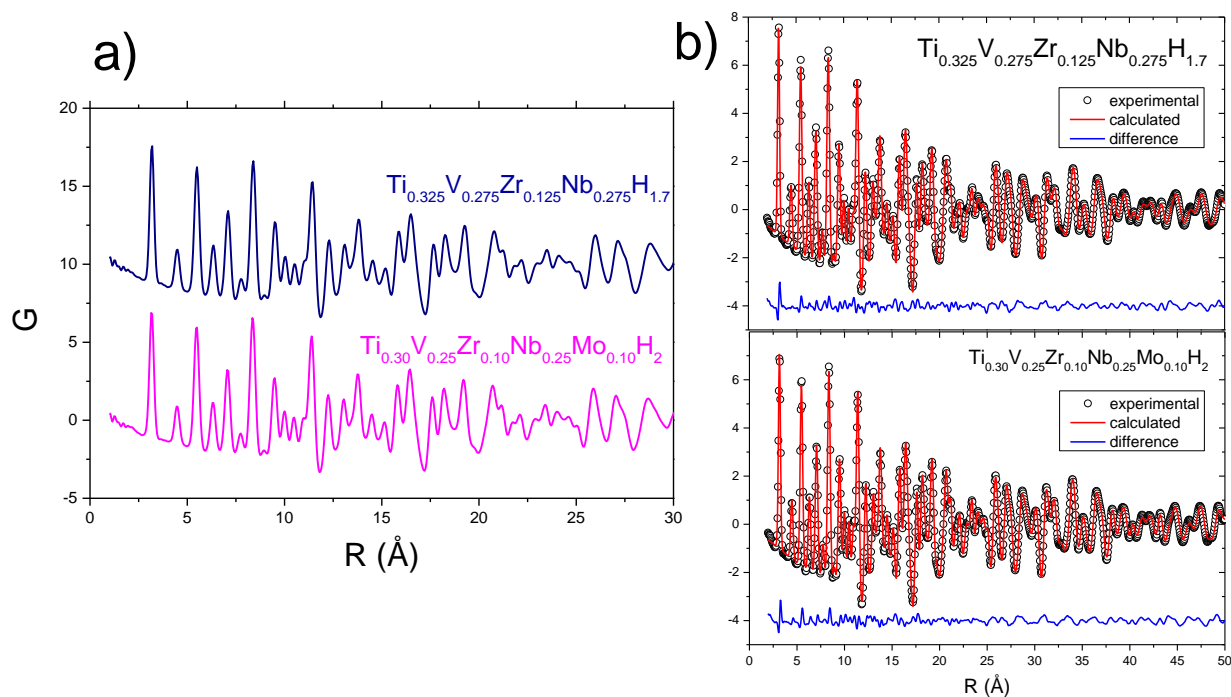 a)
20
15
10
5
0
-5
G
0
5
10
15
20
25
30
R (Å)
Ti0.325V0.275Zr0.125Nb0.275H1.7
Ti0.30V0.25Zr0.10Nb0.25Mo0.10H2
b)
8
6
4
2
0
-2
-4
Ti0.325V0.275Zr0.125Nb0.275H1.7
experimental
calculated
difference
6
4
2
0
-2
-4
Ti0.30V0.25Zr0.10Nb0.25Mo0.10H2
experimental
calculated
difference
0
5
10
15
20
25
30
35
40
45
50
R (Å)